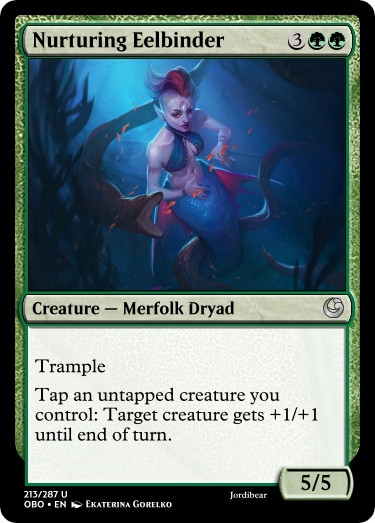 Nurturing Eelbinder 3
Creature — Merfolk Dryad
Trample
Tap an untapped creature you
control: Target creature gets +1/+1
until end of turn.
5/5
213/287 U
OBO • EN Ekaterina Gorelko
Jordibear